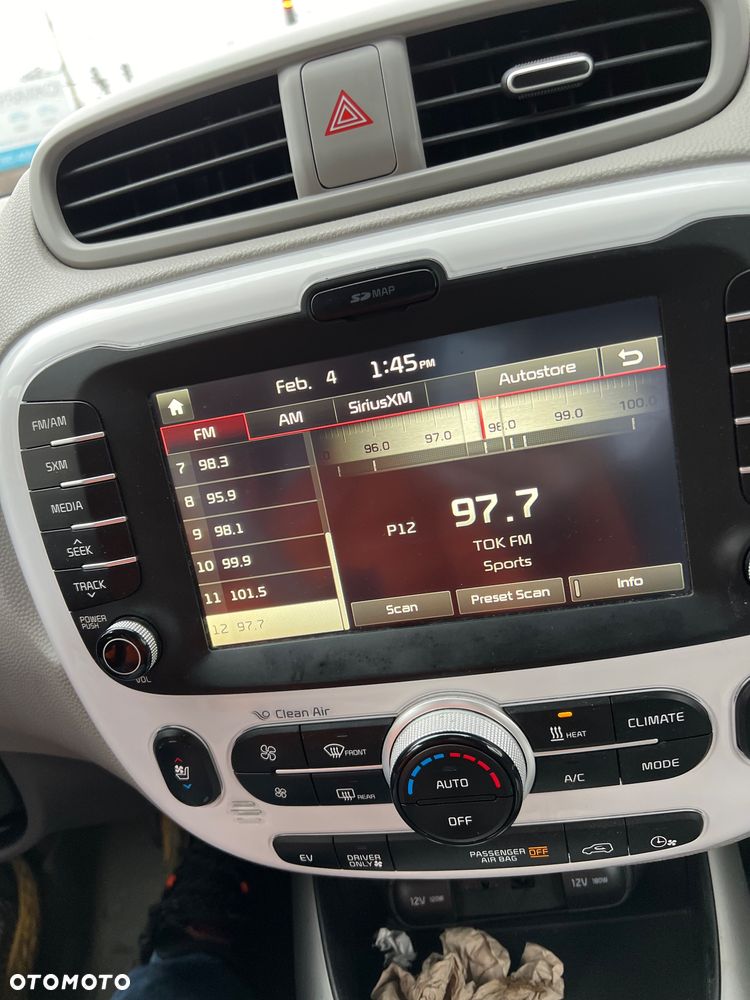 SD MAP
Feb. 4 1:45 PM
FM AM SiriusXM Autostore
96.0 97.0 98.0 99.0 100.0
7 98.3
8 95.9
9 98.1
10 99.9
11 101.5
12 97.7
P12 97.7
TOK FM
Sports
Scan Preset Scan Info
FM/AM
SXM
MEDIA
SEEK
TRACK
POWER
PUSH
VOL
Clean Air
FRONT
REAR
AUTO
OFF
HEAT
CLIMATE
A/C
MODE
EV
DRIVER
ONLY
PASSENGER
AIR BAG OFF
12V 120W
12V 180W
OTOMOTO